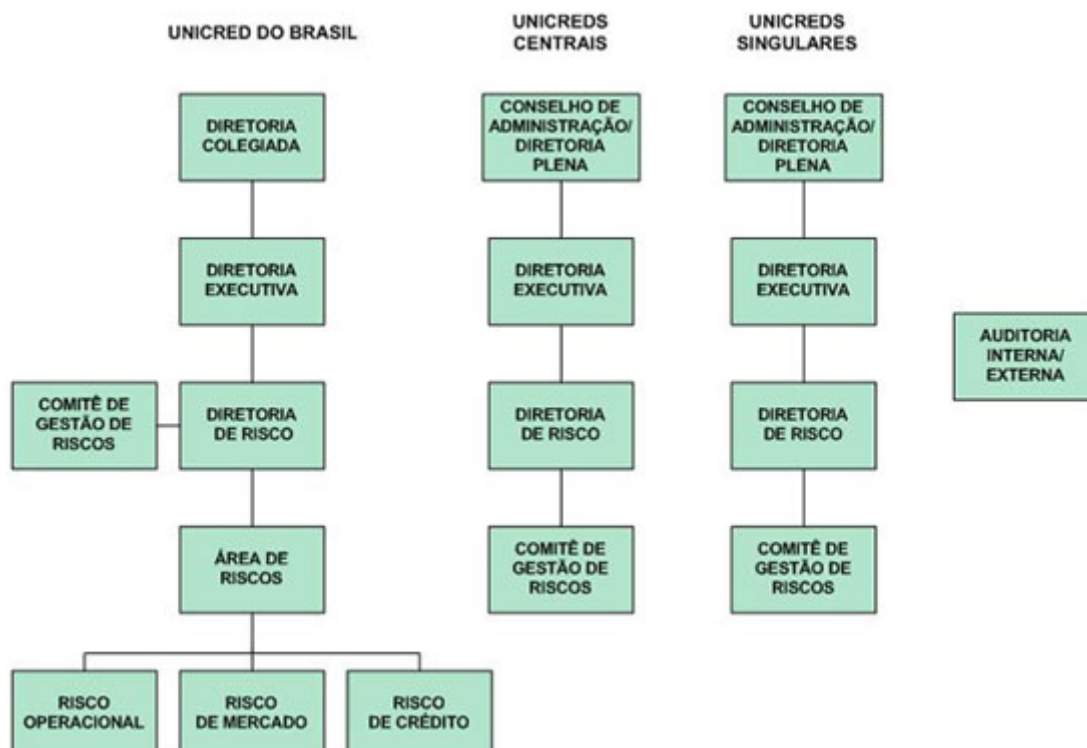 UNICRED DO BRASIL
UNICREDS
CENTRAIS
UNICREDS
SINGULARES
DIRETORIA
COLEGIADA
CONSELHO DE
ADMINISTRAÇÃO/
DIRETORIA
PLENA
CONSELHO DE
ADMINISTRAÇÃO/
DIRETORIA
PLENA
DIRETORIA
EXECUTIVA
DIRETORIA
EXECUTIVA
DIRETORIA
EXECUTIVA
AUDITORIA
INTERNA/
EXTERNA
COMITÊ DE
GESTÃO DE
RISCOS
DIRETORIA
DE RISCO
DIRETORIA
DE RISCO
DIRETORIA
DE RISCO
ÁREA DE
RISCOS
COMITÊ DE
GESTÃO DE
RISCOS
COMITÊ DE
GESTÃO DE
RISCOS
RISCO
OPERACIONAL
RISCO
DE MERCADO
RISCO
DE CRÉDITO